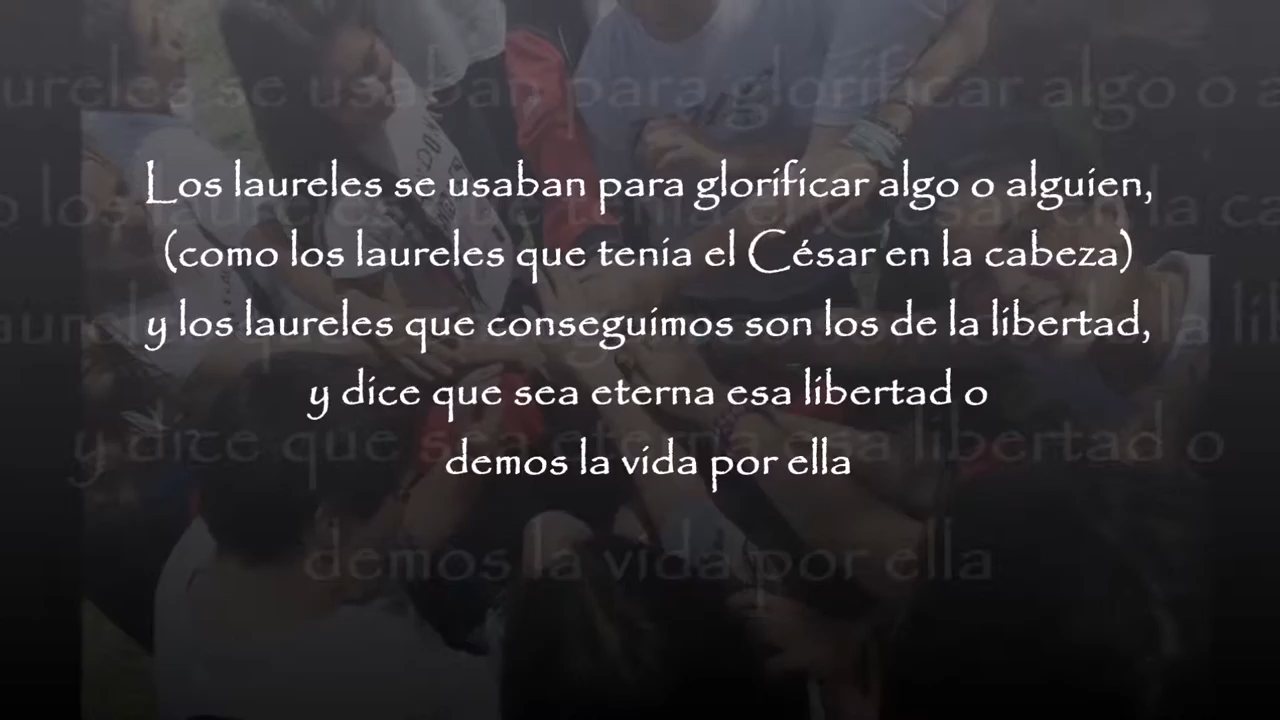 Los laureles se usaban para glorificar algo o alguien,
(como los laureles que tenia el César en la cabeza)
y los laureles que conseguimos son los de la libertad,
y dice que sea eterna esa libertad o
demos la vida por ella